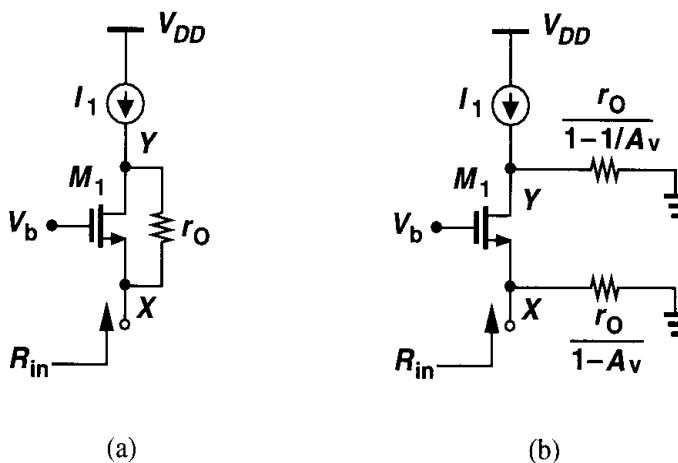 V_DD
I_1
Y
M_1
V_b
r_O
X
R_in
(a)
V_DD
I_1
r_O
1−1/A_v
M_1
Y
V_b
X
r_O
1−A_v
R_in
(b)